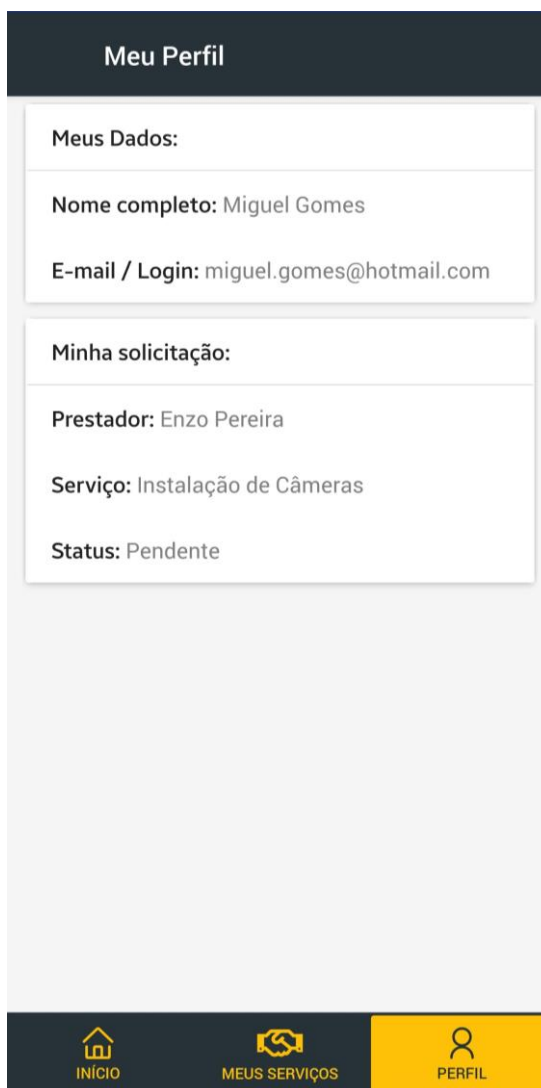 Meu Perfil
Meus Dados:
Nome completo: Miguel Gomes
E-mail / Login: miguel.gomes@hotmail.com
Minha solicitação:
Prestador: Enzo Pereira
Serviço: Instalação de Câmeras
Status: Pendente
INÍCIO MEUS SERVIÇOS PERFIL